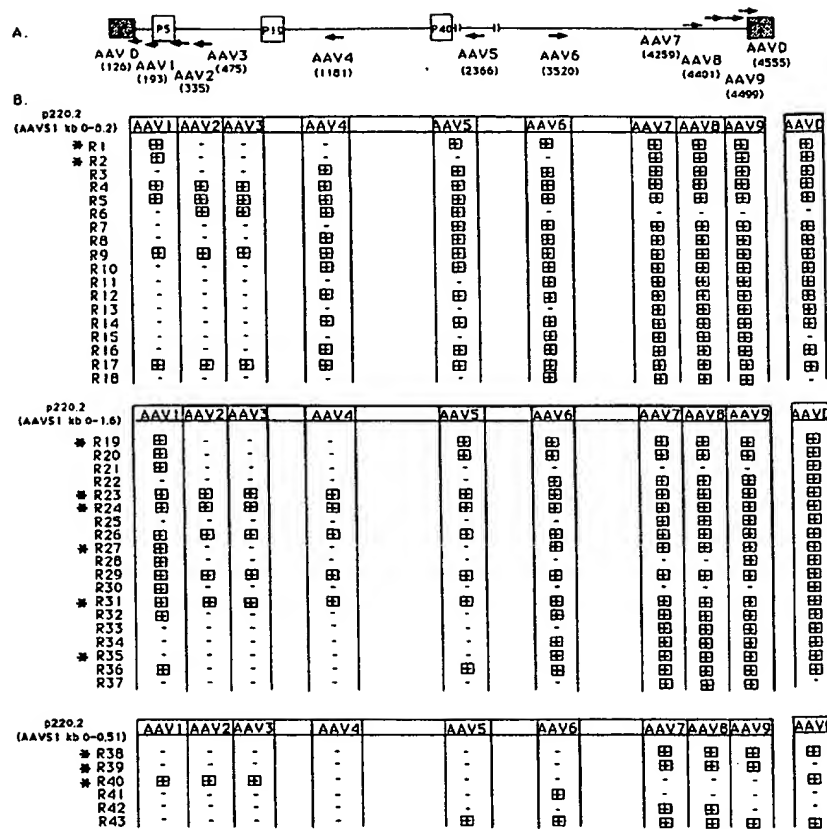 A.
P5 P19 P40
AAV D (126)
AAV1 (193)
AAV2 (335)
AAV3 (475)
AAV4 (1181)
AAV5 (2366)
AAV6 (3520)
AAV7 (4259)
AAV8 (4401)
AAV9 (4499)
AAVD (4555)
B.
p220.2
(AAVS1 kb 0-8.2) AAV1 AAV2 AAV3 AAV4 AAV5 AAV6 AAV7 AAV8 AAV9 AAVD
* R1 ⊞ - - - ⊞ ⊞ ⊞ ⊞ ⊞ ⊞
* R2 ⊞ - - - - - ⊞ ⊞ ⊞ ⊞
R3 - - - ⊞ ⊞ ⊞ ⊞ ⊞ ⊞ ⊞
R4 ⊞ ⊞ ⊞ ⊞ ⊞ ⊞ ⊞ ⊞ ⊞ ⊞
R5 ⊞ ⊞ ⊞ ⊞ ⊞ ⊞ ⊞ ⊞ ⊞ ⊞
R6 - ⊞ ⊞ ⊞ ⊞ - - - - -
R7 - - - - ⊞ ⊞ ⊞ ⊞ ⊞ ⊞
R8 - - - ⊞ ⊞ ⊞ ⊞ ⊞ ⊞ ⊞
R9 ⊞ ⊞ ⊞ ⊞ ⊞ ⊞ ⊞ ⊞ ⊞ ⊞
R10 - - - ⊞ ⊞ ⊞ ⊞ ⊞ ⊞ ⊞
R11 - - - - - ⊞ ⊞ ⊞ ⊞ ⊞
R12 - - - ⊞ ⊞ ⊞ ⊞ ⊞ ⊞ ⊞
R13 - - - - - - ⊞ ⊞ ⊞ ⊞
R14 - - - ⊞ ⊞ ⊞ ⊞ ⊞ ⊞ ⊞
R15 - - - - - - ⊞ ⊞ ⊞ -
R16 - - - ⊞ ⊞ ⊞ ⊞ ⊞ ⊞ ⊞
R17 ⊞ ⊞ ⊞ ⊞ ⊞ ⊞ ⊞ ⊞ ⊞ ⊞
R18 - - - - - ⊞ ⊞ ⊞ ⊞ -
p220.2
(AAVS1 kb 0-1.6) AAV1 AAV2 AAV3 AAV4 AAV5 AAV6 AAV7 AAV8 AAV9 AAVD
* R19 ⊞ - - - ⊞ ⊞ ⊞ ⊞ ⊞ ⊞
R20 ⊞ - - - ⊞ ⊞ ⊞ ⊞ ⊞ ⊞
R21 ⊞ - - - - - - - - ⊞
R22 - - - - - ⊞ ⊞ ⊞ ⊞ ⊞
* R23 ⊞ ⊞ ⊞ ⊞ ⊞ ⊞ ⊞ ⊞ ⊞ ⊞
* R24 ⊞ ⊞ ⊞ ⊞ ⊞ ⊞ ⊞ ⊞ ⊞ ⊞
R25 - - - - - - ⊞ ⊞ ⊞ ⊞
R26 ⊞ ⊞ ⊞ ⊞ ⊞ ⊞ ⊞ ⊞ ⊞ ⊞
* R27 ⊞ - - - - ⊞ ⊞ ⊞ ⊞ ⊞
R28 ⊞ - - - - - - - ⊞ ⊞
R29 ⊞ ⊞ ⊞ ⊞ ⊞ ⊞ ⊞ ⊞ ⊞ ⊞
R30 ⊞ - - - - - - - - ⊞
* R31 ⊞ ⊞ ⊞ ⊞ ⊞ ⊞ ⊞ ⊞ ⊞ ⊞
R32 ⊞ - - - - ⊞ ⊞ ⊞ ⊞ ⊞
R33 - - - - - - ⊞ ⊞ ⊞ ⊞
R34 - - - - - ⊞ ⊞ ⊞ ⊞ ⊞
* R35 - - - - - ⊞ ⊞ ⊞ ⊞ ⊞
R36 ⊞ - - - ⊞ ⊞ ⊞ ⊞ ⊞ ⊞
R37 - - - - - - ⊞ ⊞ ⊞ -
p220.2
(AAVS1 kb 0-0.51) AAV1 AAV2 AAV3 AAV4 AAV5 AAV6 AAV7 AAV8 AAV9 AAV
* R38 - - - - - - ⊞ ⊞ ⊞ ⊞
* R39 - - - - - - ⊞ ⊞ ⊞ -
* R40 ⊞ ⊞ ⊞ - - - - - - ⊞
R41 - - - - - ⊞ - - - -
R42 - - - - - - ⊞ ⊞ - -
R43 - - - - ⊞ - ⊞ ⊞ ⊞ ⊞